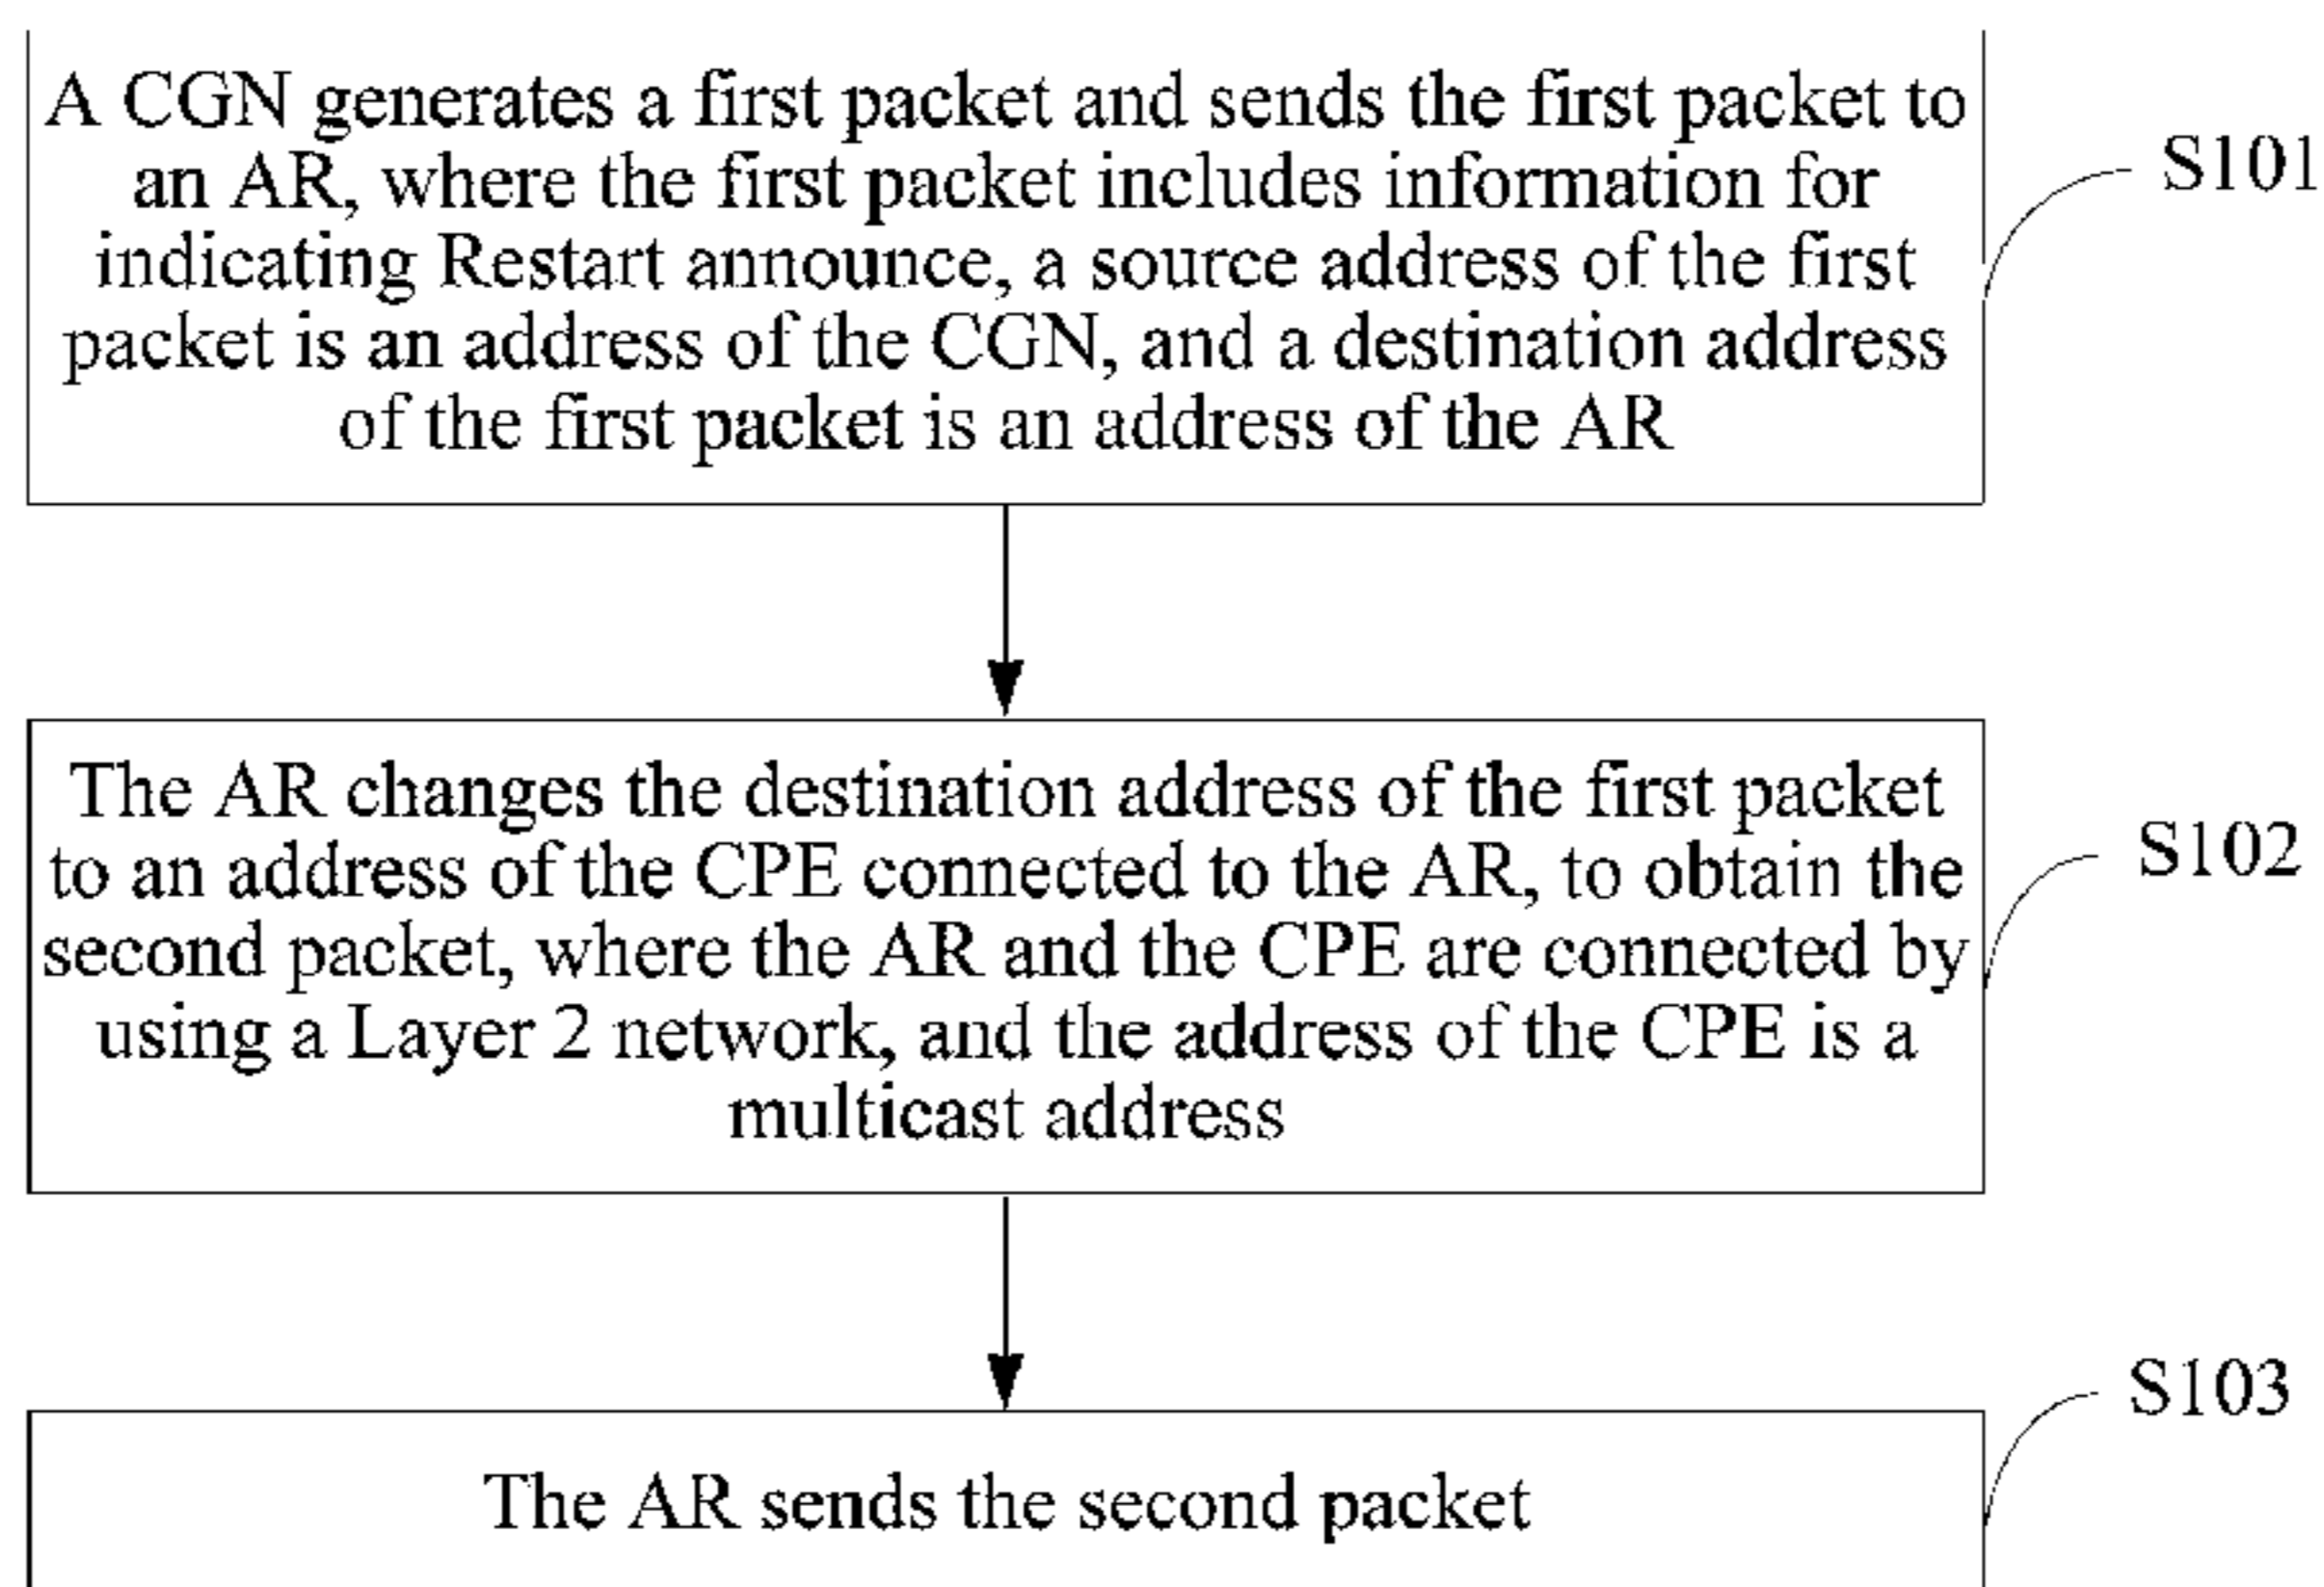 A CGN generates a first packet and sends the first packet to
an AR, where the first packet includes information for
indicating Restart announce, a source address of the first
packet is an address of the CGN, and a destination address
of the first packet is an address of the AR
S101
The AR changes the destination address of the first packet
to an address of the CPE connected to the AR, to obtain the
second packet, where the AR and the CPE are connected by
using a Layer 2 network, and the address of the CPE is a
multicast address
S102
The AR sends the second packet
S103